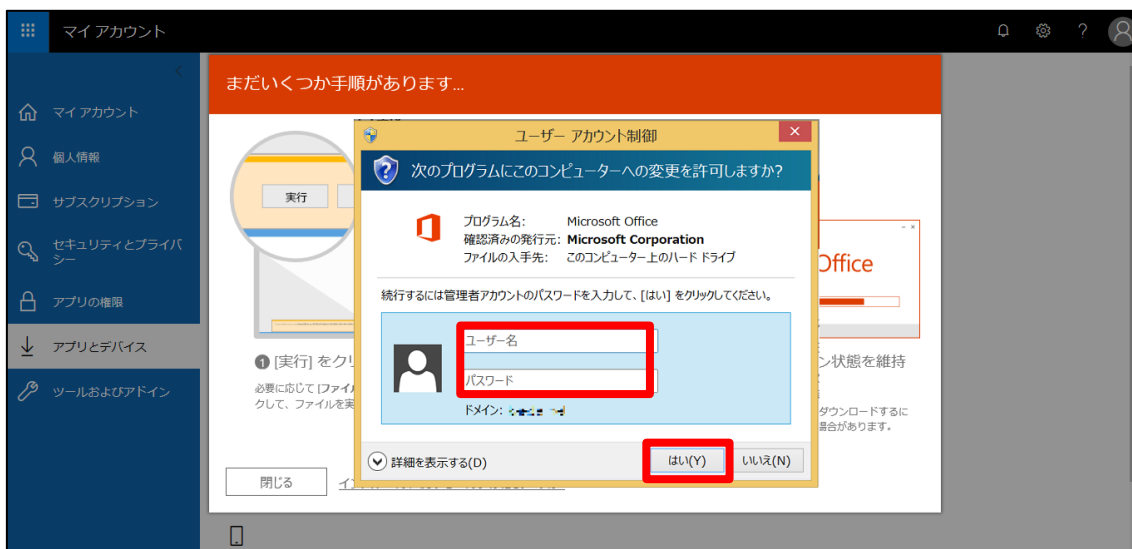 マイ アカウント
?
マイ アカウント
個人情報
サブスクリプション
セキュリティとプライバ
シー
アプリの権限
アプリとデバイス
ツールおよびアドイン
まだいくつか手順があります...
実行
ユーザー アカウント制御
次のプログラムにこのコンピューターへの変更を許可しますか?
プログラム名: Microsoft Office
確認済みの発行元: Microsoft Corporation
ファイルの入手先: このコンピューター上のハード ドライブ
続行するには管理者アカウントのパスワードを入力して、[はい] をクリックしてください。
ユーザー名
パスワード
ドメイン:
詳細を表示する(D)
はい(Y)
いいえ(N)
Office
1 [実行] をクリ
必要に応じて [ファイ
クして、ファイルを実
ン状態を維持
ダウンロードするに
場合があります。
閉じる